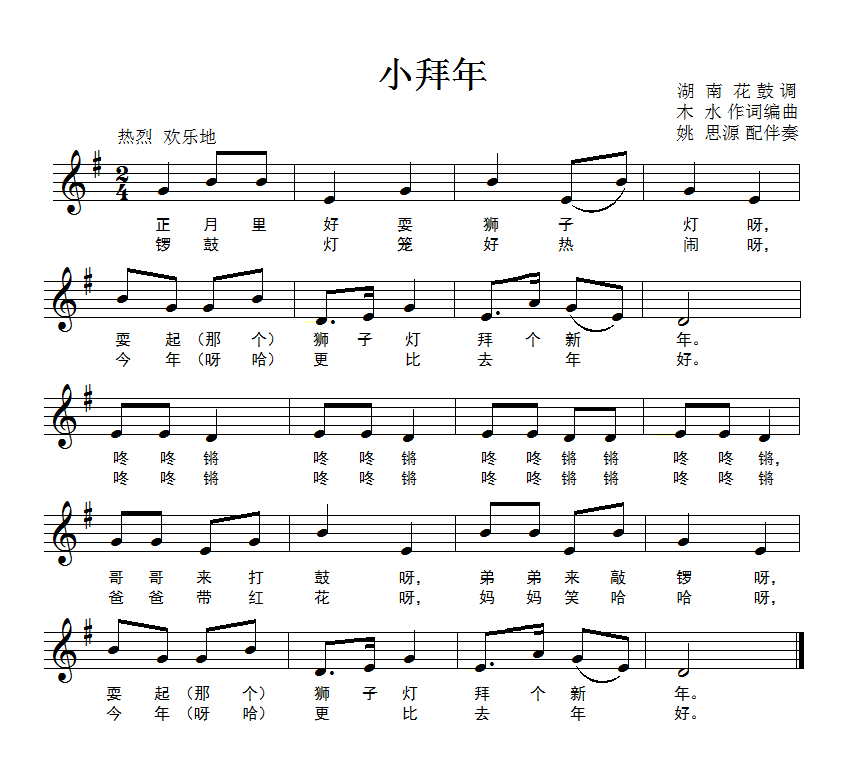 小拜年
湖 南 花 鼓 调
木 水 作词编曲
姚 思源 配伴奏
热烈 欢乐地
2
4
正 月 里 好 耍 狮 子 灯 呀,
锣 鼓 灯 笼 好 热 闹 呀,
耍 起 (那 个) 狮 子 灯 拜 个 新 年。
今 年 (呀 哈) 更 比 去 年 好。
咚 咚 锵 咚 咚 锵 咚 咚 锵 锵 咚 咚 锵,
咚 咚 锵 咚 咚 锵 咚 咚 锵 锵 咚 咚 锵
哥 哥 来 打 鼓 呀, 弟 弟 来 敲 锣 呀,
爸 爸 带 红 花 呀, 妈 妈 笑 哈 哈 呀,
耍 起 (那 个) 狮 子 灯 拜 个 新 年。
今 年 (呀 哈) 更 比 去 年 好。